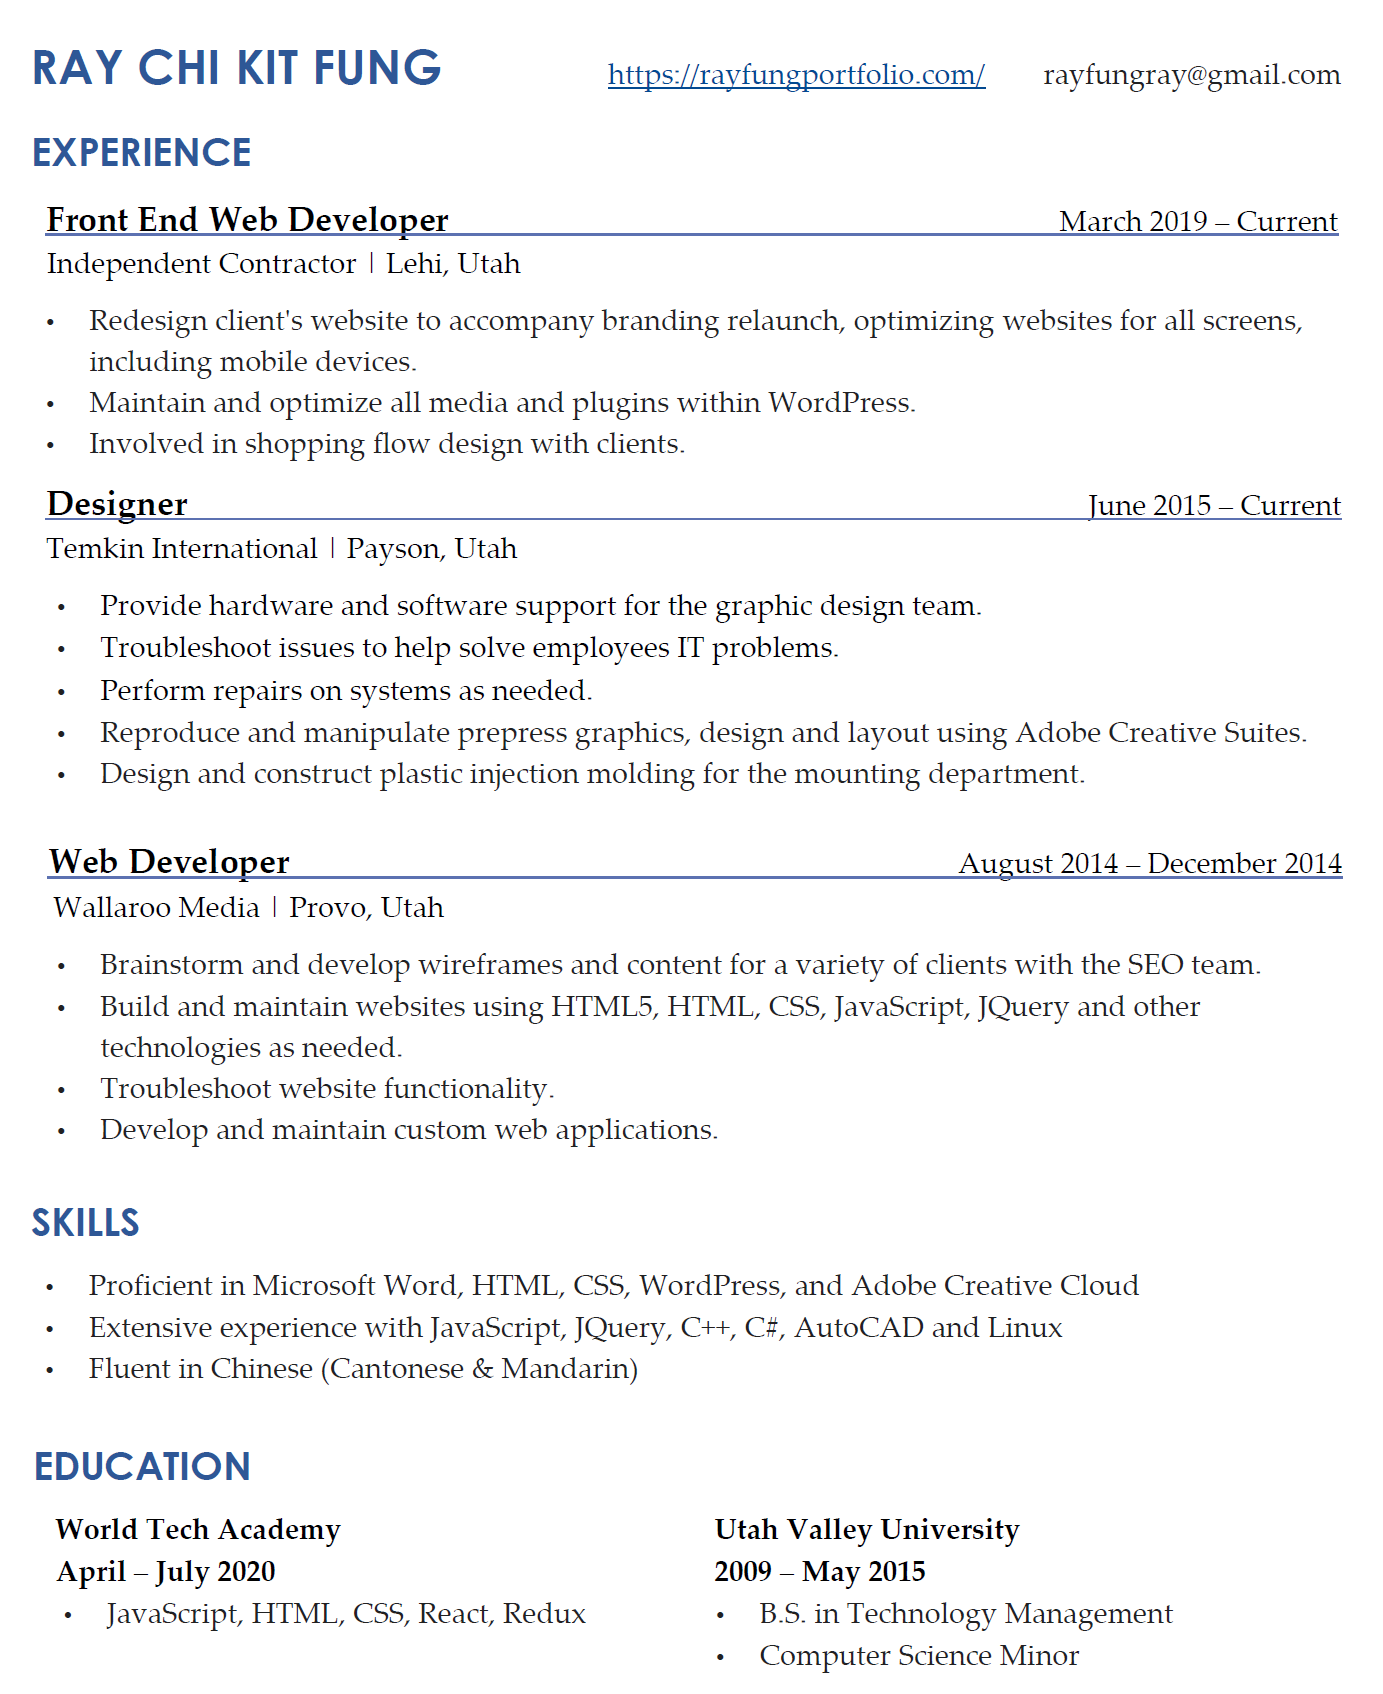 RAY CHI KIT FUNG https://rayfungportfolio.com/ rayfungray@gmail.com
EXPERIENCE
Front End Web Developer March 2019 – Current
Independent Contractor | Lehi, Utah
• Redesign client's website to accompany branding relaunch, optimizing websites for all screens,
including mobile devices.
• Maintain and optimize all media and plugins within WordPress.
• Involved in shopping flow design with clients.
Designer June 2015 – Current
Temkin International | Payson, Utah
• Provide hardware and software support for the graphic design team.
• Troubleshoot issues to help solve employees IT problems.
• Perform repairs on systems as needed.
• Reproduce and manipulate prepress graphics, design and layout using Adobe Creative Suites.
• Design and construct plastic injection molding for the mounting department.
Web Developer August 2014 – December 2014
Wallaroo Media | Provo, Utah
• Brainstorm and develop wireframes and content for a variety of clients with the SEO team.
• Build and maintain websites using HTML5, HTML, CSS, JavaScript, JQuery and other
technologies as needed.
• Troubleshoot website functionality.
• Develop and maintain custom web applications.
SKILLS
• Proficient in Microsoft Word, HTML, CSS, WordPress, and Adobe Creative Cloud
• Extensive experience with JavaScript, JQuery, C++, C#, AutoCAD and Linux
• Fluent in Chinese (Cantonese & Mandarin)
EDUCATION
World Tech Academy
April – July 2020
• JavaScript, HTML, CSS, React, Redux
Utah Valley University
2009 – May 2015
• B.S. in Technology Management
• Computer Science Minor